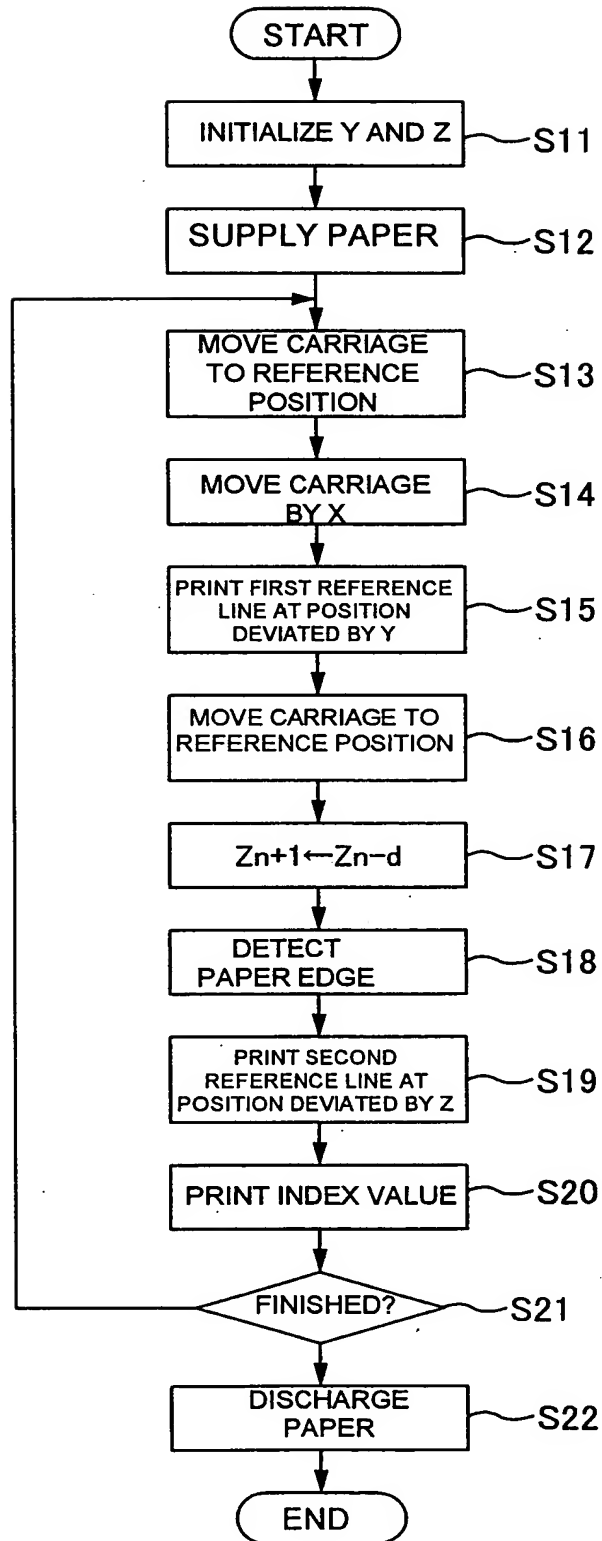 START
INITIALIZE Y AND Z
S11
SUPPLY PAPER
S12
MOVE CARRIAGE
TO REFERENCE
POSITION
S13
MOVE CARRIAGE
BY X
S14
PRINT FIRST REFERENCE
LINE AT POSITION
DEVIATED BY Y
S15
MOVE CARRIAGE TO
REFERENCE POSITION
S16
Zn+1←Zn-d
S17
DETECT
PAPER EDGE
S18
PRINT SECOND
REFERENCE LINE AT
POSITION DEVIATED BY Z
S19
PRINT INDEX VALUE
S20
FINISHED?
S21
DISCHARGE
PAPER
S22
END